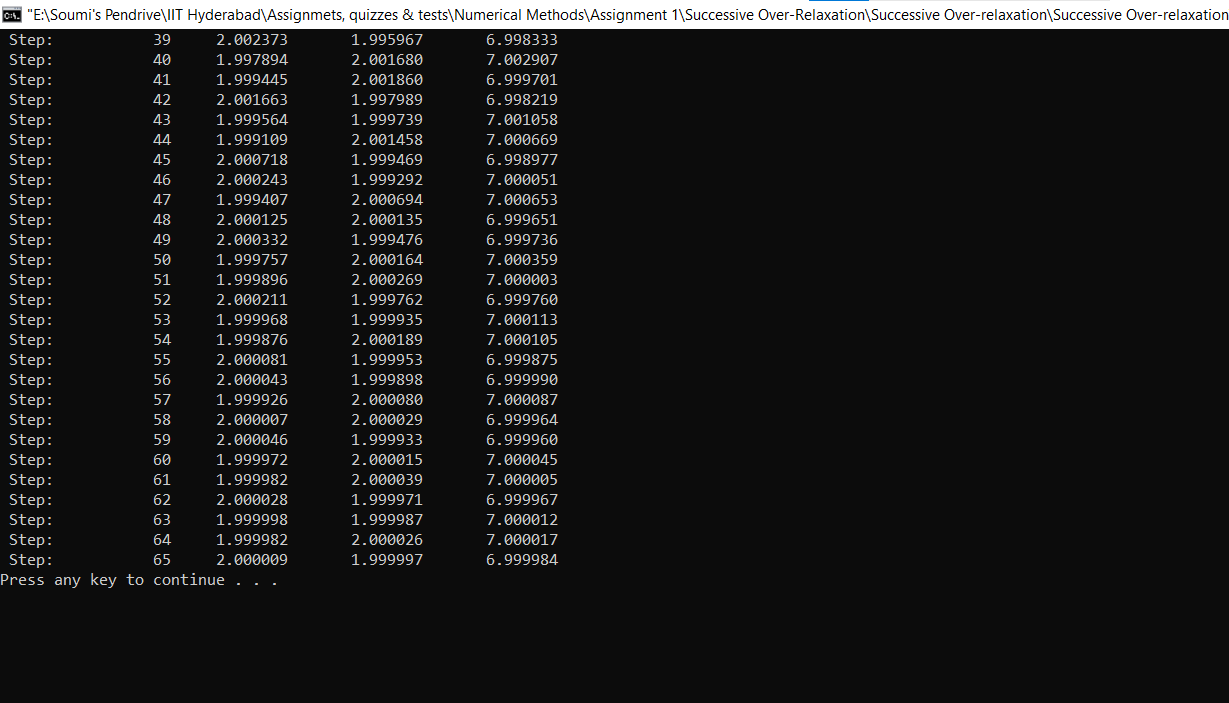 "E:\Soumi's Pendrive\IIT Hyderabad\Assignmets, quizzes & tests\Numerical Methods\Assignment 1\Successive Over-Relaxation\Successive Over-relaxation\Successive Over-relaxation
Step: 39 2.002373 1.995967 6.998333
Step: 40 1.997894 2.001680 7.002907
Step: 41 1.999445 2.001860 6.999701
Step: 42 2.001663 1.997989 6.998219
Step: 43 1.999564 1.999739 7.001058
Step: 44 1.999109 2.001458 7.000669
Step: 45 2.000718 1.999469 6.998977
Step: 46 2.000243 1.999292 7.000051
Step: 47 1.999407 2.000694 7.000653
Step: 48 2.000125 2.000135 6.999651
Step: 49 2.000332 1.999476 6.999736
Step: 50 1.999757 2.000164 7.000359
Step: 51 1.999896 2.000269 7.000003
Step: 52 2.000211 1.999762 6.999760
Step: 53 1.999968 1.999935 7.000113
Step: 54 1.999876 2.000189 7.000105
Step: 55 2.000081 1.999953 6.999875
Step: 56 2.000043 1.999898 6.999990
Step: 57 1.999926 2.000080 7.000087
Step: 58 2.000007 2.000029 6.999964
Step: 59 2.000046 1.999933 6.999960
Step: 60 1.999972 2.000015 7.000045
Step: 61 1.999982 2.000039 7.000005
Step: 62 2.000028 1.999971 6.999967
Step: 63 1.999998 1.999987 7.000012
Step: 64 1.999982 2.000026 7.000017
Step: 65 2.000009 1.999997 6.999984
Press any key to continue . . .